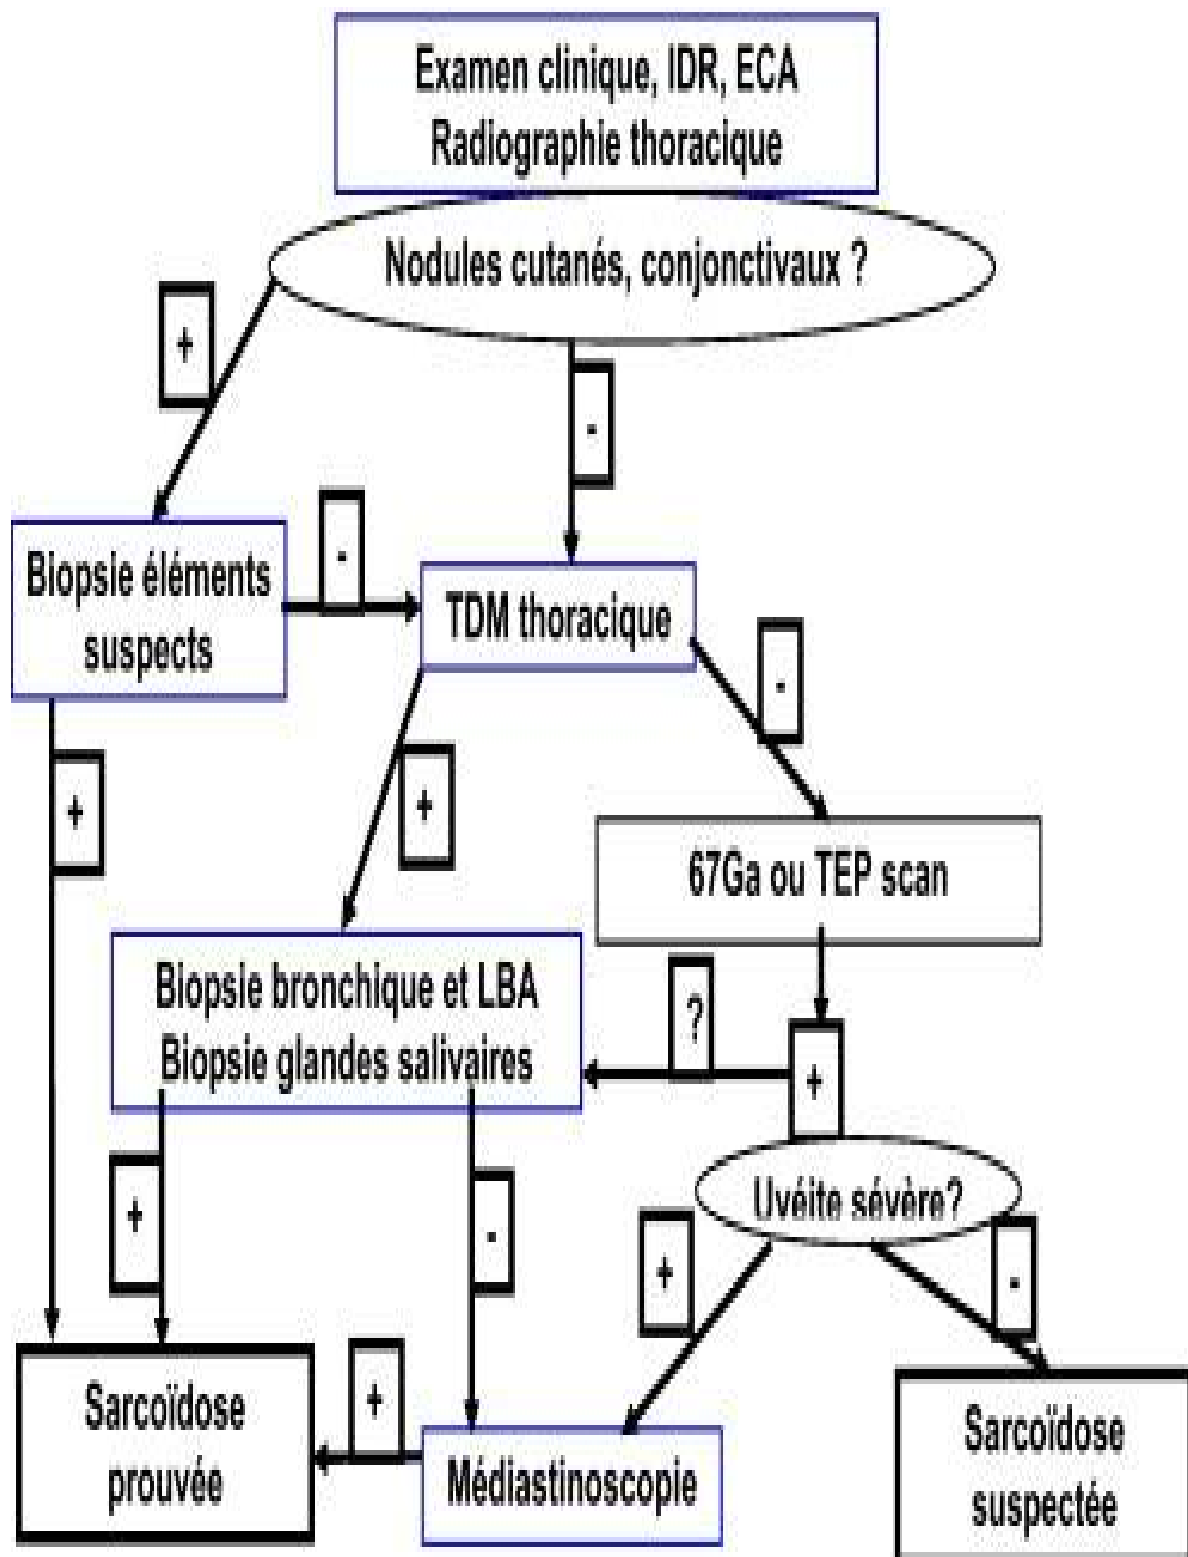 Examen clinique, IDR, ECA
Radiographie thoracique
Nodules cutanés, conjonctivaux ?
+
-
Biopsie éléments
suspects
-
TDM thoracique
-
+
+
67Ga ou TEP scan
Biopsie bronchique et LBA
Biopsie glandes salivaires
?
+
Uvéite sévère?
+
-
+
-
Sarcoïdose
prouvée
+
Médiastinoscopie
Sarcoïdose
suspectée